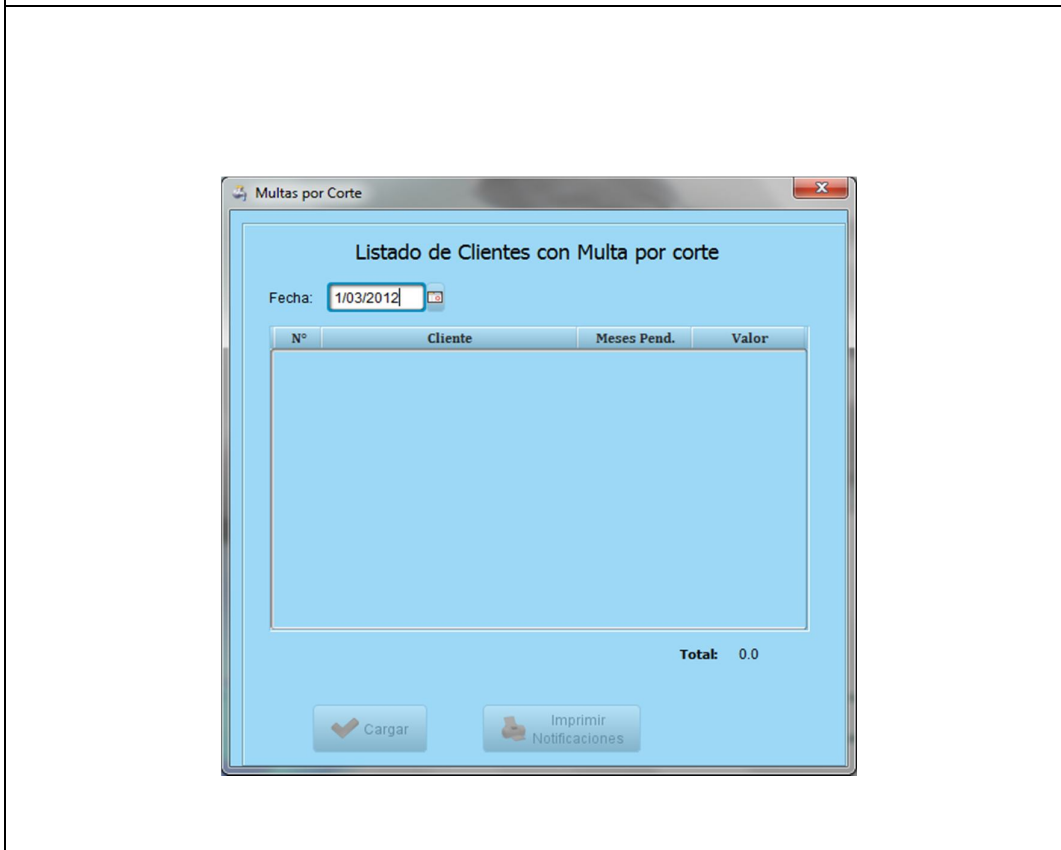 Multas por Corte
Listado de Clientes con Multa por corte
Fecha: 1/03/2012
N° Cliente Meses Pend. Valor
Total: 0.0
Cargar
Imprimir
Notificaciones